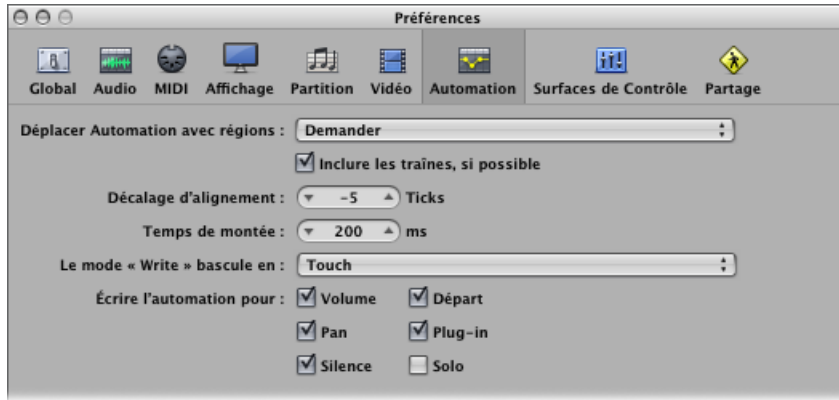 Préférences
Global Audio MIDI Affichage Partition Vidéo Automation Surfaces de Contrôle Partage
Déplacer Automation avec régions : Demander
Inclure les traînes, si possible
Décalage d'alignement : -5 Ticks
Temps de montée : 200 ms
Le mode « Write » bascule en : Touch
Écrire l'automation pour : Volume Départ
Pan Plug-in
Silence Solo